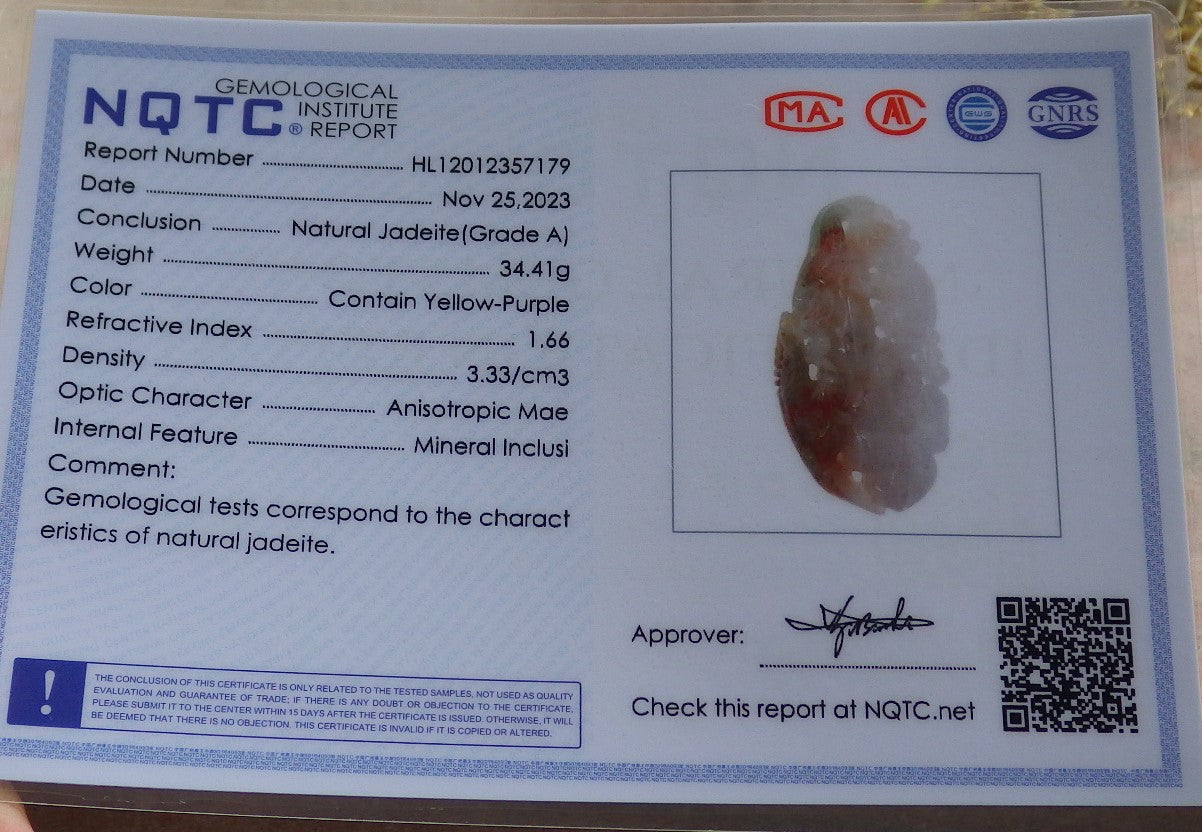 GEMOLOGICAL
NQTC® INSTITUTE
REPORT
Report Number HL12012357179
Date Nov 25,2023
Conclusion Natural Jadeite(Grade A)
Weight 34.41g
Color Contain Yellow-Purple
Refractive Index 1.66
Density 3.33/cm3
Optic Character Anisotropic Mae
Internal Feature Mineral Inclusi
Comment:
Gemological tests correspond to the charact
eristics of natural jadeite.
THE CONCLUSION OF THIS CERTIFICATE IS ONLY RELATED TO THE TESTED SAMPLES, NOT USED AS QUALITY
EVALUATION AND GUARANTEE OF TRADE; IF THERE IS ANY DOUBT OR OBJECTION TO THE CERTIFICATE,
PLEASE SUBMIT IT TO THE CENTER WITHIN 15 DAYS AFTER THE CERTIFICATE IS ISSUED. OTHERWISE, IT WILL
BE DEEMED THAT THERE IS NO OBJECTION. THIS CERTIFICATE IS INVALID IF IT IS COPIED OR ALTERED.
MA
GNRS
Approver:
Check this report at NQTC.net